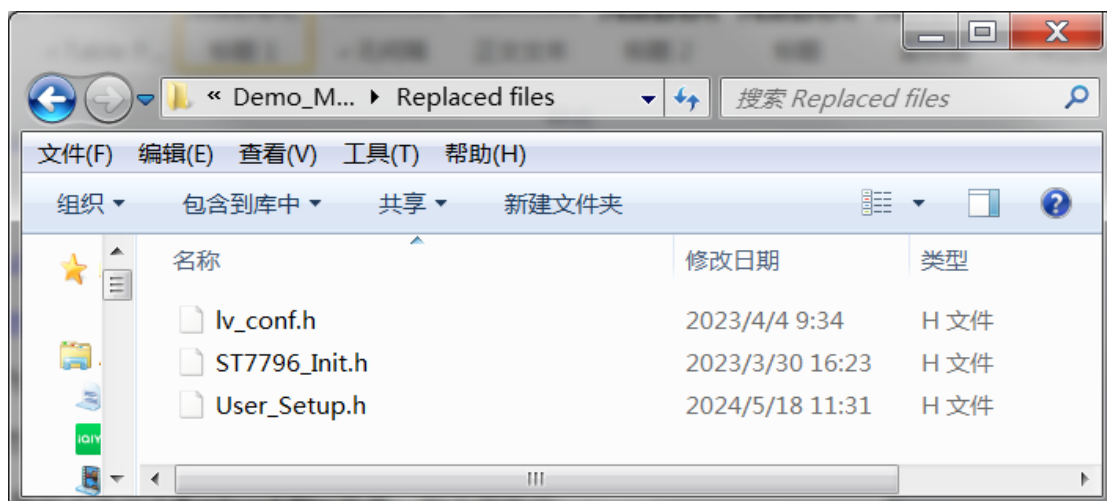 « Demo_M... ▸ Replaced files
搜索 Replaced files
文件(F) 编辑(E) 查看(V) 工具(T) 帮助(H)
组织 包含到库中 共享 新建文件夹
名称 修改日期 类型
lv_conf.h 2023/4/4 9:34 H 文件
ST7796_Init.h 2023/3/30 16:23 H 文件
User_Setup.h 2024/5/18 11:31 H 文件